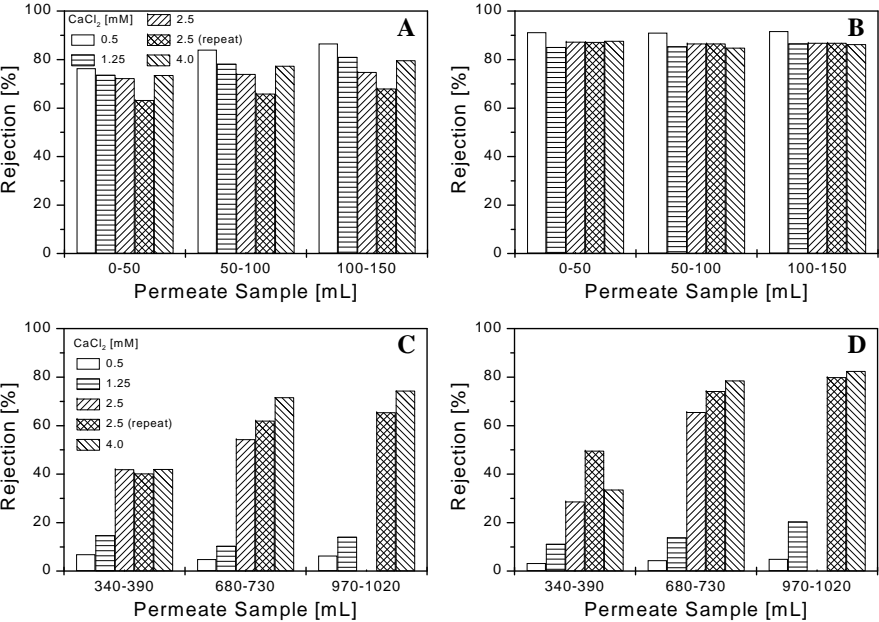 CaCl2 [mM]
0.5
1.25
2.5
2.5 (repeat)
4.0
A
100
80
60
40
20
0
Rejection [%]
0-50
50-100
100-150
Permeate Sample [mL]
B
100
80
60
40
20
0
Rejection [%]
0-50
50-100
100-150
Permeate Sample [mL]
CaCl2 [mM]
0.5
1.25
2.5
2.5 (repeat)
4.0
C
100
80
60
40
20
0
Rejection [%]
340-390
680-730
970-1020
Permeate Sample [mL]
D
100
80
60
40
20
0
Rejection [%]
340-390
680-730
970-1020
Permeate Sample [mL]